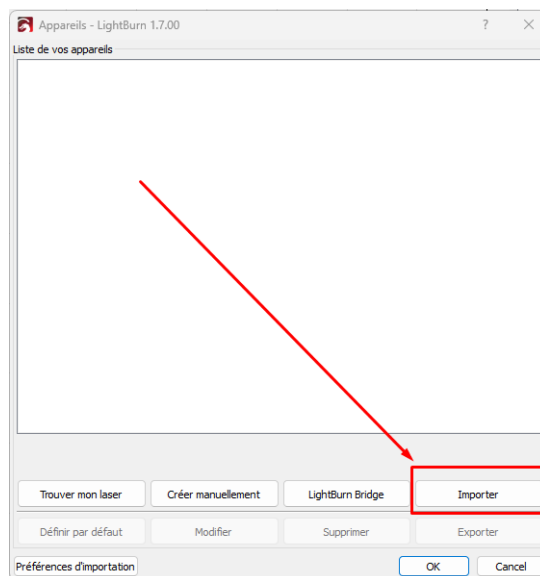 Appareils - LightBurn 1.7.00
Liste de vos appareils
Trouver mon laser Créer manuellement LightBurn Bridge Importer
Définir par défaut Modifier Supprimer Exporter
Préférences d'importation OK Cancel